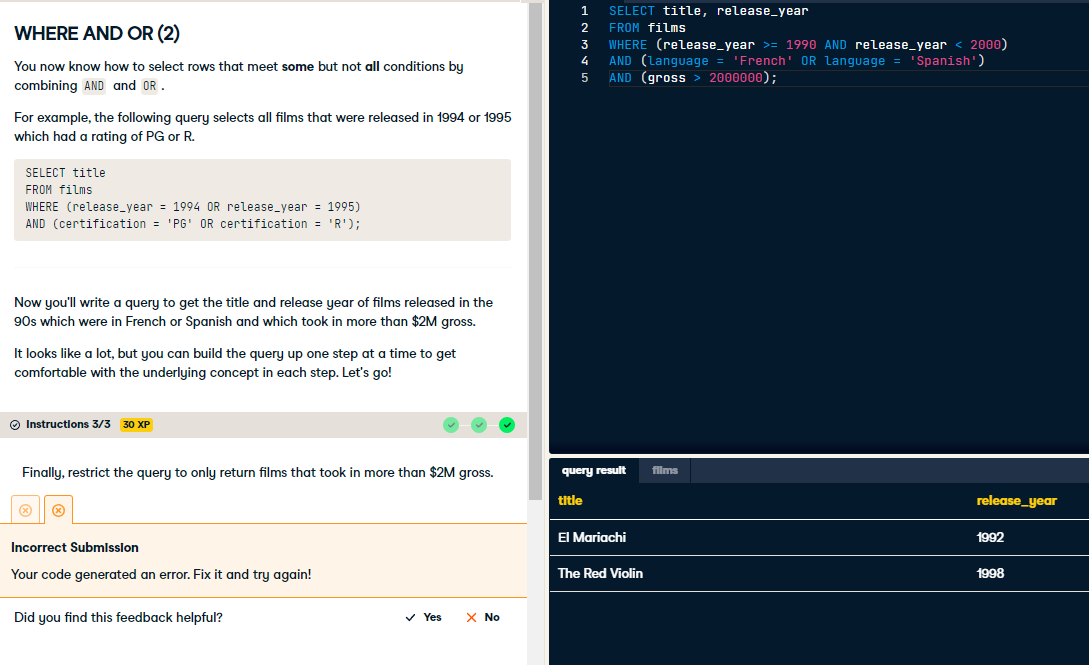 WHERE AND OR (2)
You now know how to select rows that meet some but not all conditions by
combining AND and OR .
For example, the following query selects all films that were released in 1994 or 1995
which had a rating of PG or R.
SELECT title
FROM films
WHERE (release_year = 1994 OR release_year = 1995)
AND (certification = 'PG' OR certification = 'R');
Now you'll write a query to get the title and release year of films released in the
90s which were in French or Spanish and which took in more than $2M gross.
It looks like a lot, but you can build the query up one step at a time to get
comfortable with the underlying concept in each step. Let's go!
Instructions 3/3 30 XP
Finally, restrict the query to only return films that took in more than $2M gross.
Incorrect Submission
Your code generated an error. Fix it and try again!
Did you find this feedback helpful? Yes No
1 SELECT title, release_year
2 FROM films
3 WHERE (release_year >= 1990 AND release_year < 2000)
4 AND (language = 'French' OR language = 'Spanish')
5 AND (gross > 2000000);
query result films
title release_year
El Mariachi 1992
The Red Violin 1998